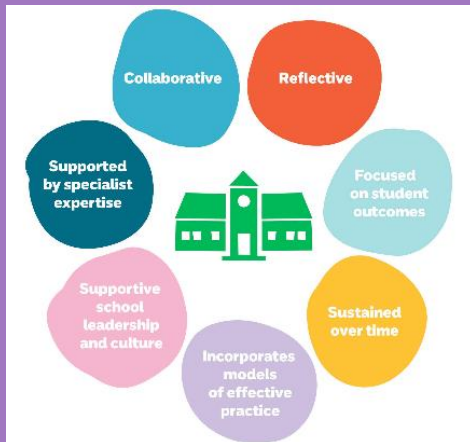 Collaborative
Reflective
Supported
by specialist
expertise
Focused
on student
outcomes
Supportive
school
leadership
and culture
Sustained
over time
Incorporates
models
of effective
practice